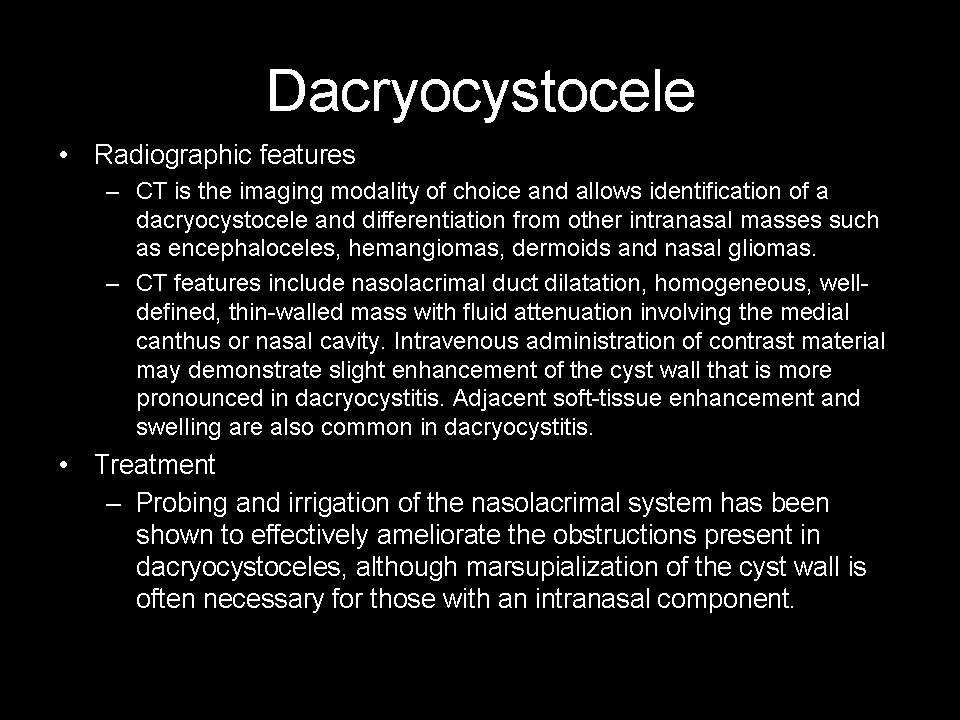 Dacryocystocele
• Radiographic features
– CT is the imaging modality of choice and allows identification of a
dacryocystocele and differentiation from other intranasal masses such
as encephaloceles, hemangiomas, dermoids and nasal gliomas.
– CT features include nasolacrimal duct dilatation, homogeneous, well-
defined, thin-walled mass with fluid attenuation involving the medial
canthus or nasal cavity. Intravenous administration of contrast material
may demonstrate slight enhancement of the cyst wall that is more
pronounced in dacryocystitis. Adjacent soft-tissue enhancement and
swelling are also common in dacryocystitis.
• Treatment
– Probing and irrigation of the nasolacrimal system has been
shown to effectively ameliorate the obstructions present in
dacryocystoceles, although marsupialization of the cyst wall is
often necessary for those with an intranasal component.